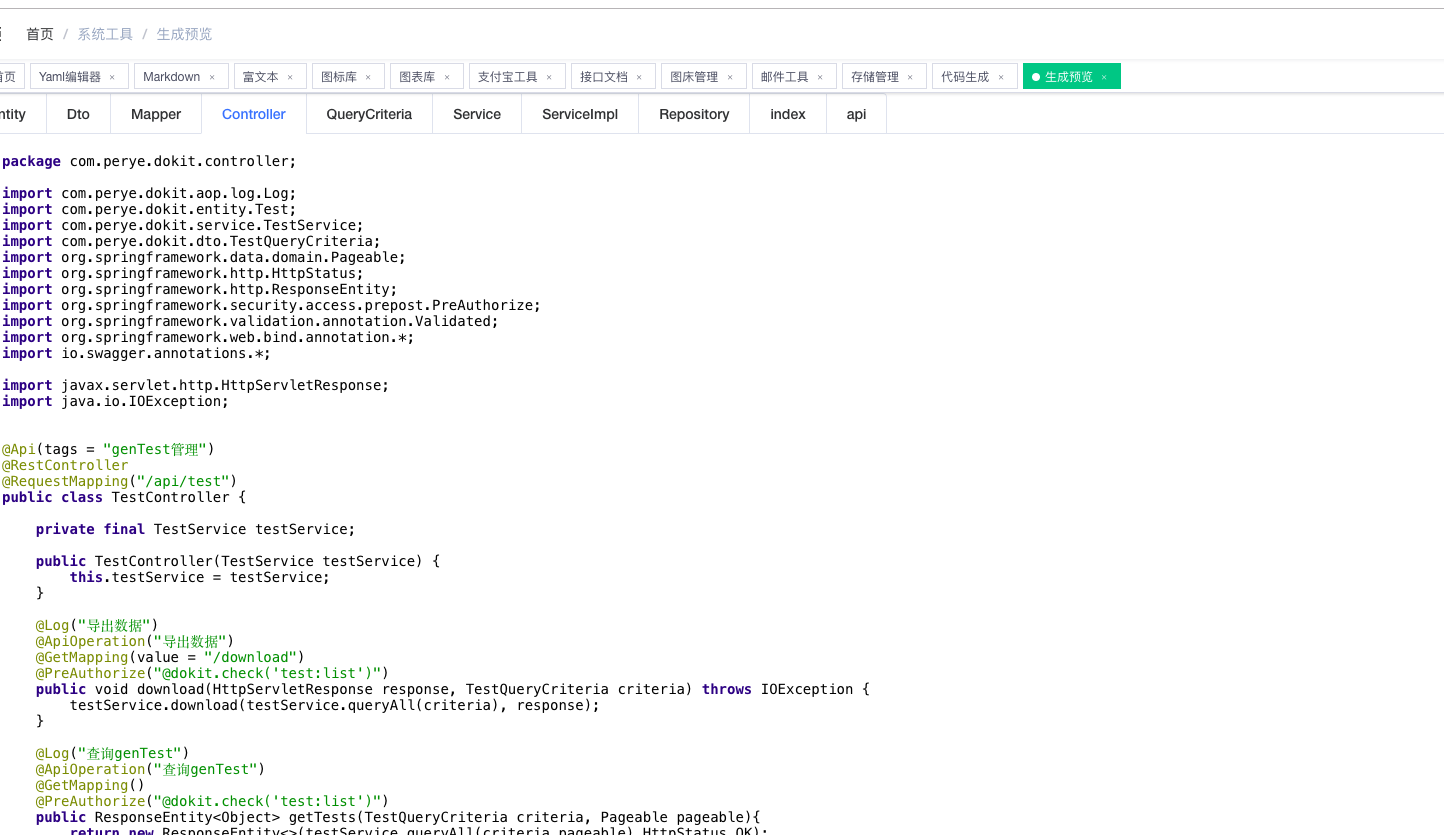 首页 / 系统工具 / 生成预览
首页 Yaml编辑器 × Markdown × 富文本 × 图标库 × 图表库 × 支付宝工具 × 接口文档 × 图床管理 × 邮件工具 × 存储管理 × 代码生成 × 生成预览 ×
ntity Dto Mapper Controller QueryCriteria Service ServiceImpl Repository index api
package com.perye.dokit.controller;
import com.perye.dokit.aop.log.Log;
import com.perye.dokit.entity.Test;
import com.perye.dokit.service.TestService;
import com.perye.dokit.dto.TestQueryCriteria;
import org.springframework.data.domain.Pageable;
import org.springframework.http.HttpStatus;
import org.springframework.http.ResponseEntity;
import org.springframework.security.access.prepost.PreAuthorize;
import org.springframework.validation.annotation.Validated;
import org.springframework.web.bind.annotation.*;
import io.swagger.annotations.*;
import javax.servlet.http.HttpServletResponse;
import java.io.IOException;
@Api(tags = "genTest管理")
@RestController
@RequestMapping("/api/test")
public class TestController {
private final TestService testService;
public TestController(TestService testService) {
this.testService = testService;
}
@Log("导出数据")
@ApiOperation("导出数据")
@GetMapping(value = "/download")
@PreAuthorize("@dokit.check('test:list')")
public void download(HttpServletResponse response, TestQueryCriteria criteria) throws IOException {
testService.download(testService.queryAll(criteria), response);
}
@Log("查询genTest")
@ApiOperation("查询genTest")
@GetMapping()
@PreAuthorize("@dokit.check('test:list')")
public ResponseEntity<Object> getTests(TestQueryCriteria criteria, Pageable pageable){
return new ResponseEntity<>(testService.queryAll(criteria,pageable),HttpStatus.OK);